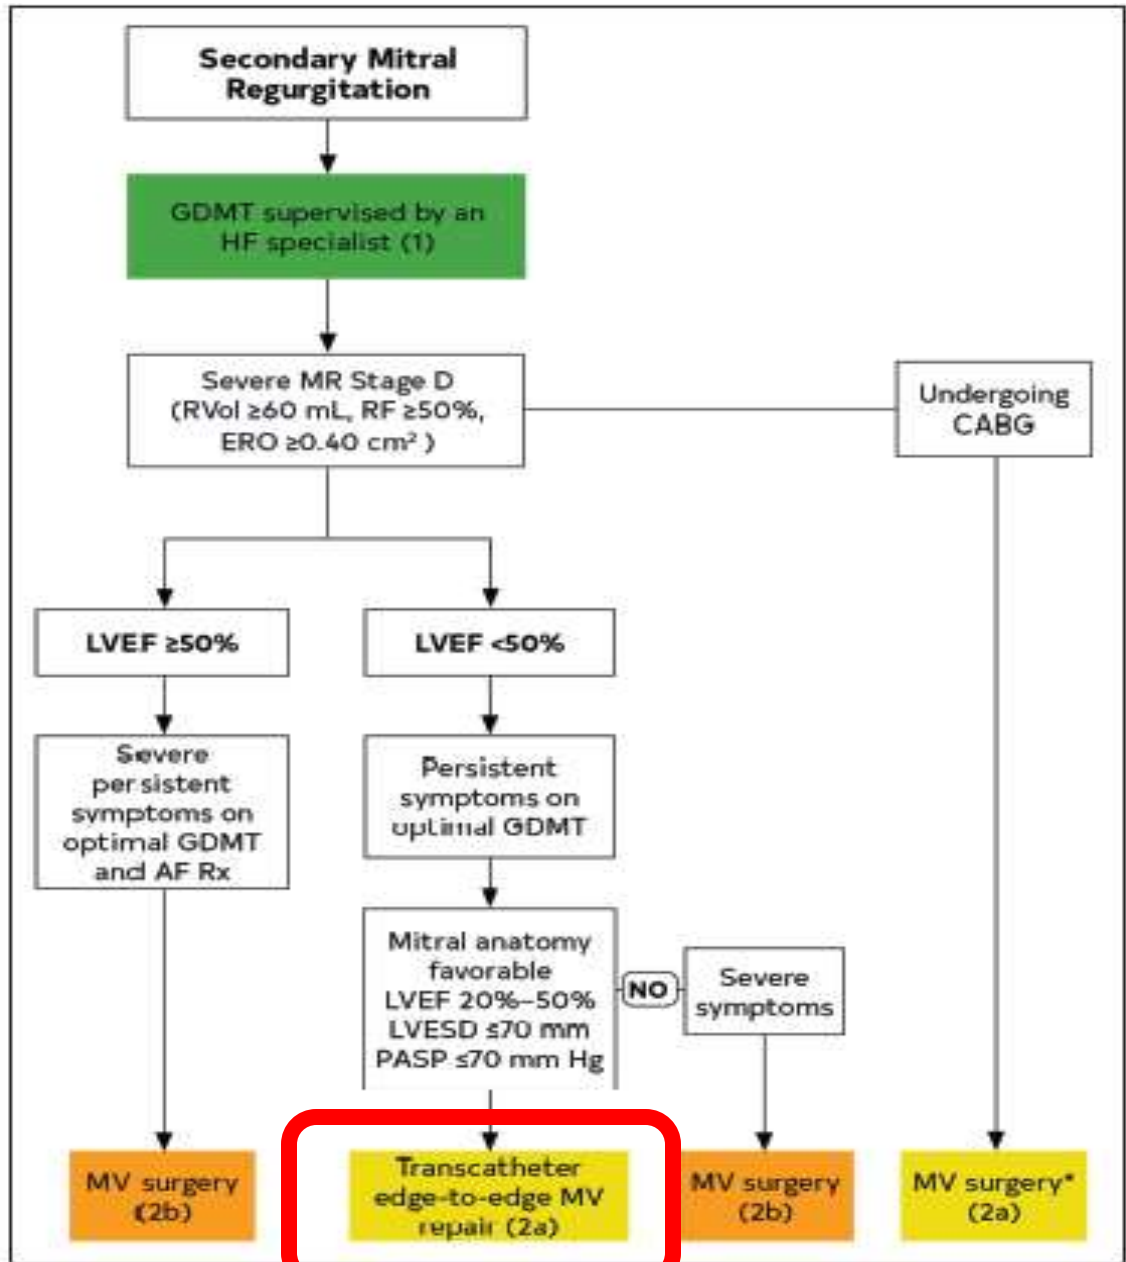 Secondary Mitral
Regurgitation
GDMT supervised by an
HF specialist (1)
Severe MR Stage D
(RVol ≥60 mL, RF ≥50%,
ERO ≥0.40 cm² )
Undergoing
CABG
LVEF ≥50%
LVEF <50%
Severe
persistent
symptoms on
optimal GDMT
and AF Rx
Persistent
symptoms on
optimal GDMT
Mitral anatomy
favorable
LVEF 20%–50%
LVESD ≤70 mm
PASP ≤70 mm Hg
NO
Severe
symptoms
MV surgery
(2b)
Transcatheter
edge-to-edge MV
repair (2a)
MV surgery
(2b)
MV surgery*
(2a)